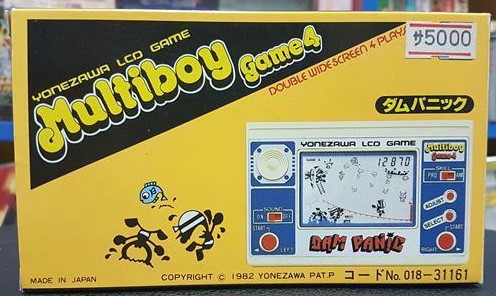 サ5000
YONEZAWA LCD GAME
Multiboy game4
DOUBLE WIDE SCREEN 4 PLAYS
ダムパニック
YONEZAWA LCD GAME
Multiboy
Game4
GAME A
12870
SKILL
PRO AM
ADJUST
SELECT
SOUND
ON OFF
START
LEFT
DAM PANIC
START
RIGHT
MADE IN JAPAN
COPYRIGHT © 1982 YONEZAWA PAT.P
コードNo. 018-31161